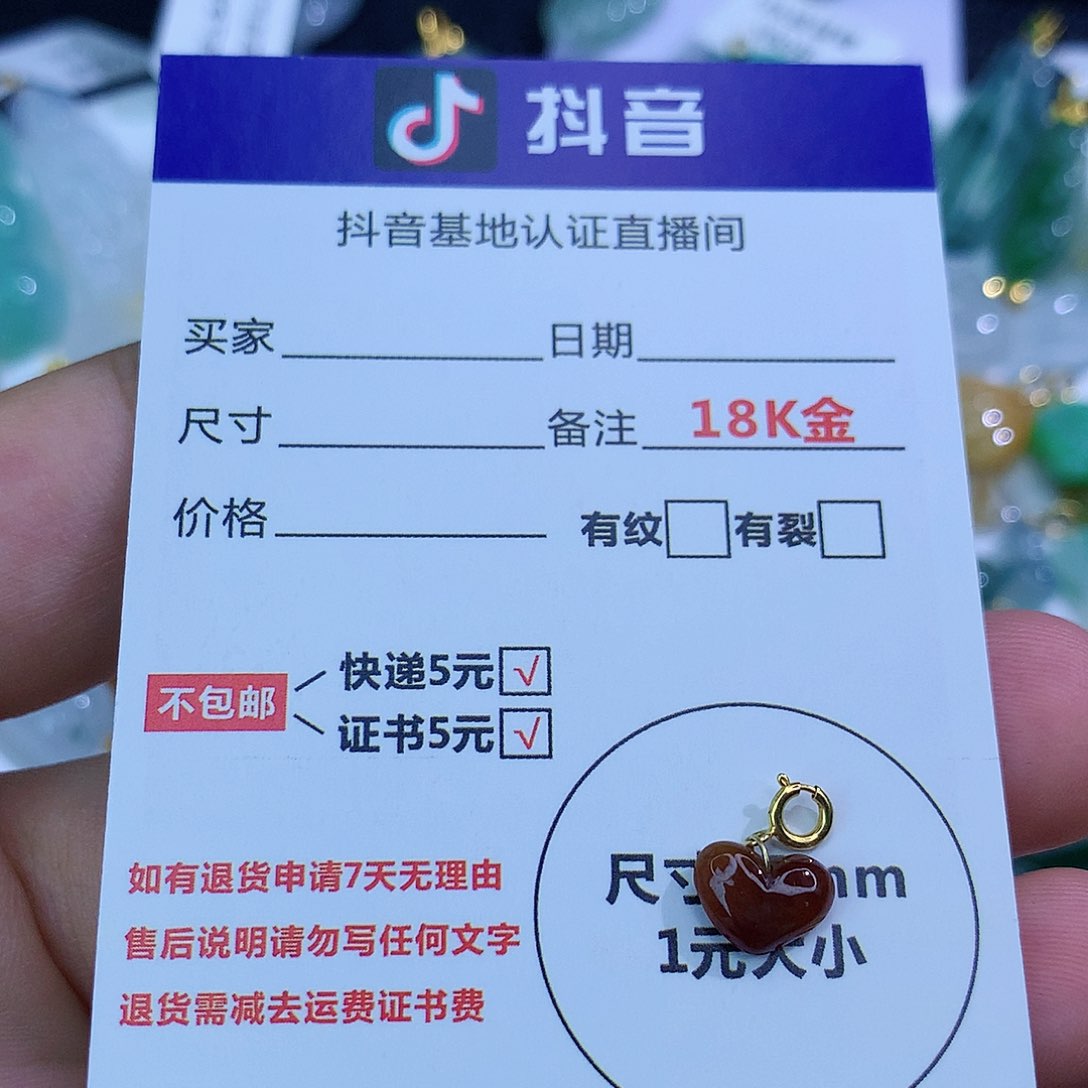 抖音
抖音基地认证直播间
买家 日期
尺寸 备注 18K金
价格 有纹 有裂
不包邮
快递5元 √
证书5元 √
如有退货申请7天无理由
售后说明请勿写任何文字
退货需减去运费证书费
尺寸 mm
1元大小